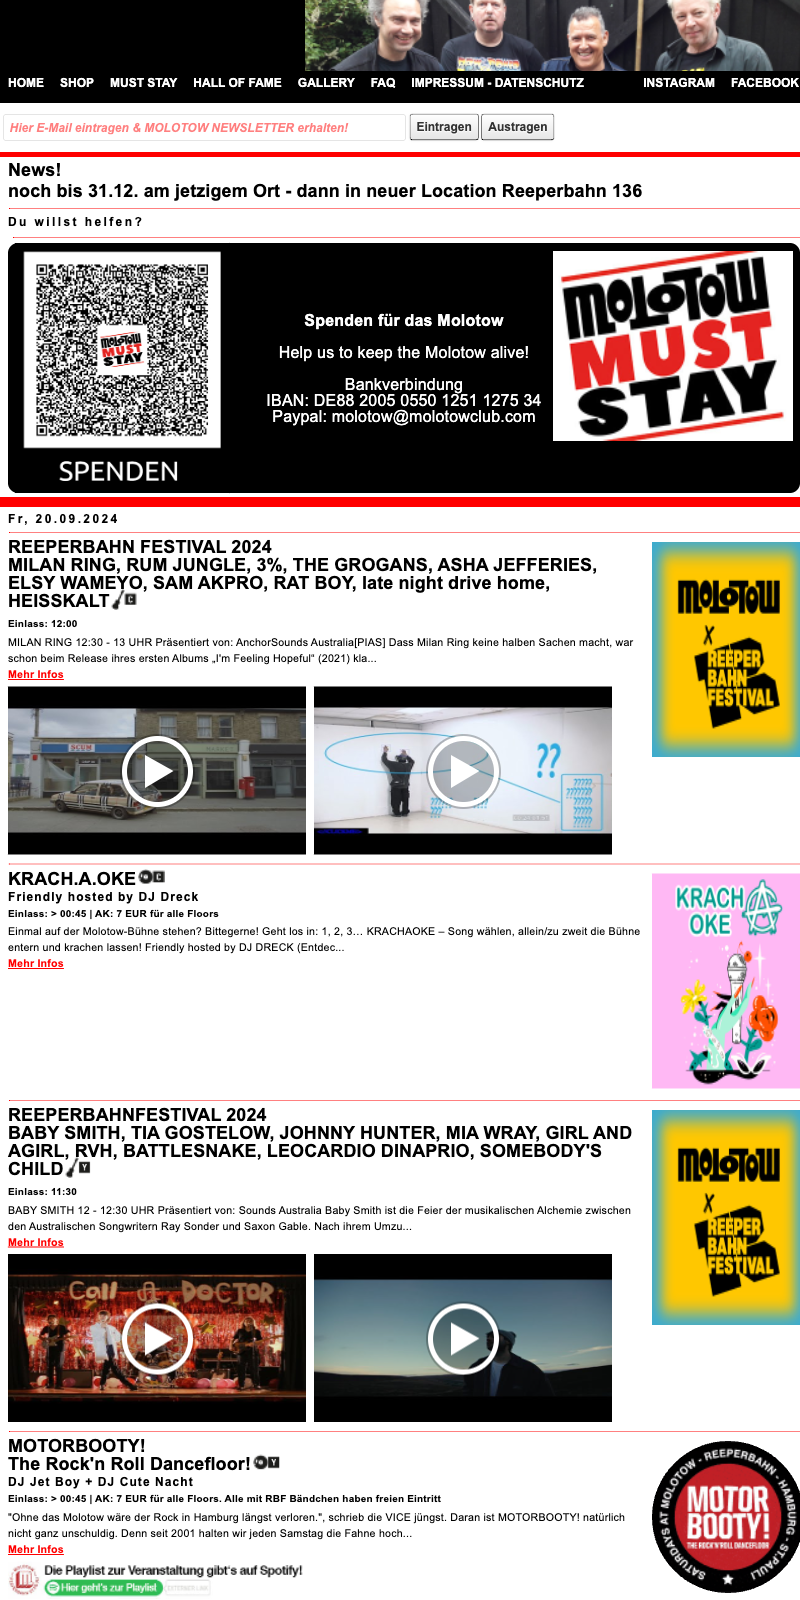 HOME SHOP MUST STAY HALL OF FAME GALLERY FAQ IMPRESSUM - DATENSCHUTZ INSTAGRAM FACEBOOK
Hier E-Mail eintragen & MOLOTOW NEWSLETTER erhalten! Eintragen Austragen
News!
noch bis 31.12. am jetzigem Ort - dann in neuer Location Reeperbahn 136
Du willst helfen?
MOLOTOW
MUST
STAY
SPENDEN
Spenden für das Molotow
Help us to keep the Molotow alive!
Bankverbindung
IBAN: DE88 2005 0550 1251 1275 34
Paypal: molotow@molotowclub.com
MOLOTOW
MUST
STAY
Fr, 20.09.2024
REEPERBAHN FESTIVAL 2024
MILAN RING, RUM JUNGLE, 3%, THE GROGANS, ASHA JEFFERIES,
ELSY WAMEYO, SAM AKPRO, RAT BOY, late night drive home,
HEISSKALT C
Einlass: 12:00
MILAN RING 12:30 - 13 UHR Präsentiert von: AnchorSounds Australia[PIAS] Dass Milan Ring keine halben Sachen macht, war
schon beim Release ihres ersten Albums „I'm Feeling Hopeful“ (2021) kla...
Mehr Infos
MOLOTOW
X
REEPER
BAHN
FESTIVAL
SCUM
??
KRACH.A.OKE C
Friendly hosted by DJ Dreck
Einlass: > 00:45 | AK: 7 EUR für alle Floors
Einmal auf der Molotow-Bühne stehen? Bittegerne! Geht los in: 1, 2, 3… KRACHAOKE – Song wählen, allein/zu zweit die Bühne
entern und krachen lassen! Friendly hosted by DJ DRECK (Entdec...
Mehr Infos
KRACH A
OKE
REEPERBAHNFESTIVAL 2024
BABY SMITH, TIA GOSTELOW, JOHNNY HUNTER, MIA WRAY, GIRL AND
AGIRL, RVH, BATTLESNAKE, LEOCARDIO DINAPRIO, SOMEBODY'S
CHILD Y
Einlass: 11:30
BABY SMITH 12 - 12:30 UHR Präsentiert von: Sounds Australia Baby Smith ist die Feier der musikalischen Alchemie zwischen
den Australischen Songwritern Ray Sonder und Saxon Gable. Nach ihrem Umzu...
Mehr Infos
MOLOTOW
X
REEPER
BAHN
FESTIVAL
Call A DOCTOR
MOTORBOOTY!
The Rock'n Roll Dancefloor! Y
DJ Jet Boy + DJ Cute Nacht
Einlass: > 00:45 | AK: 7 EUR für alle Floors. Alle mit RBF Bändchen haben freien Eintritt
"Ohne das Molotow wäre der Rock in Hamburg längst verloren.", schrieb die VICE jüngst. Daran ist MOTORBOOTY! natürlich
nicht ganz unschuldig. Denn seit 2001 halten wir jeden Samstag die Fahne hoch...
Mehr Infos
Die Playlist zur Veranstaltung gibt's auf Spotify!
Hier geht's zur Playlist EXTERNER LINK
SATURDAYS AT MOLOTOW - REEPERBAHN - HAMBURG - ST.PAULI
MOTOR
BOOTY!
THE ROCK'N ROLL DANCEFLOOR